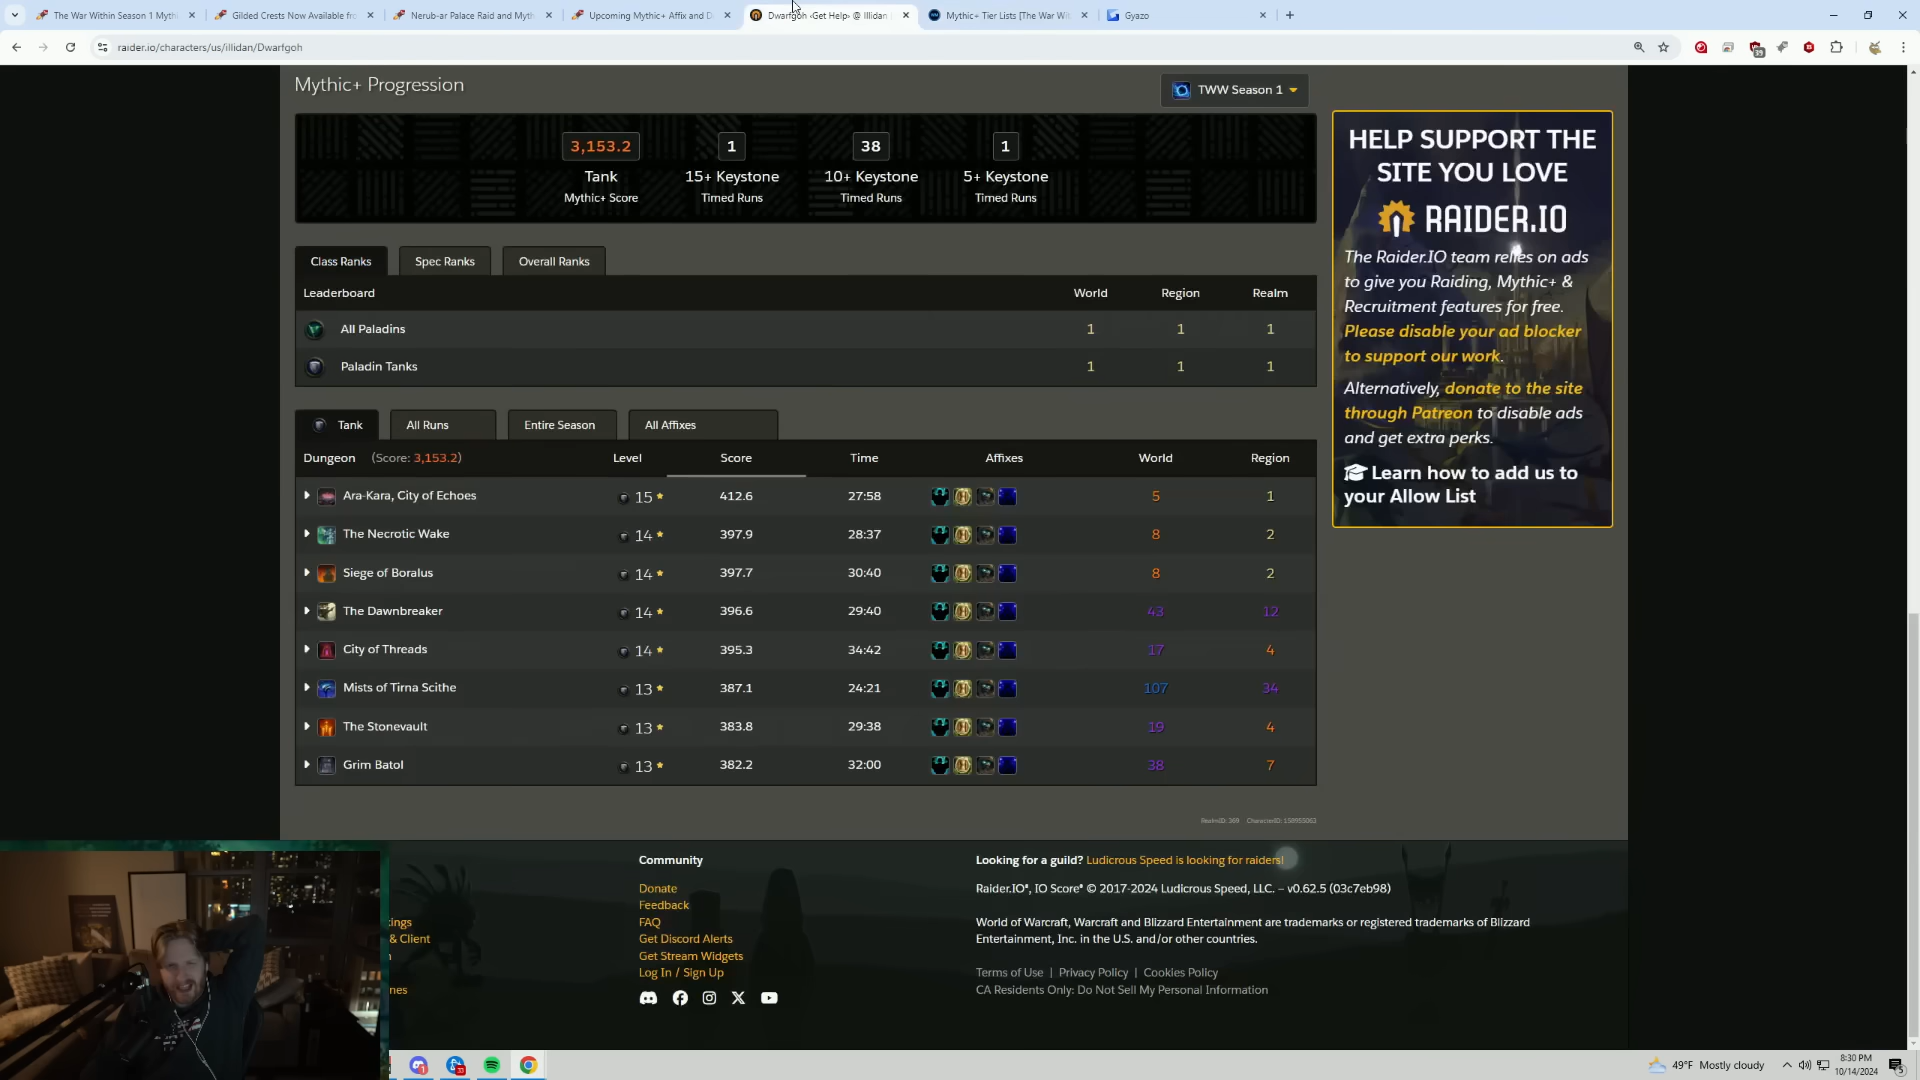 The War Within Season 1 Myth
Gilded Crests Now Available fro
Nerub-ar Palace Raid and Myth
Upcoming Mythic+ Affix and D
Dwarfgoh ‹Get Help› @ Illidan
Mythic+ Tier Lists [The War Wit
Gyazo
raider.io/characters/us/illidan/Dwarfgoh
Mythic+ Progression
TWW Season 1
3,153.2
1
38
1
Tank
15+ Keystone
10+ Keystone
5+ Keystone
Mythic+ Score
Timed Runs
Timed Runs
Timed Runs
Class Ranks
Spec Ranks
Overall Ranks
Leaderboard World Region Realm
All Paladins 1 1 1
Paladin Tanks 1 1 1
Tank
All Runs
Entire Season
All Affixes
Dungeon (Score: 3,153.2) Level Score Time Affixes World Region
Ara-Kara, City of Echoes 15 412.6 27:58 5 1
The Necrotic Wake 14 397.9 28:37 8 2
Siege of Boralus 14 397.7 30:40 8 2
The Dawnbreaker 14 396.6 29:40 43 12
City of Threads 14 395.3 34:42 17 4
Mists of Tirna Scithe 13 387.1 24:21 107 34
The Stonevault 13 383.8 29:38 19 4
Grim Batol 13 382.2 32:00 38 7
HELP SUPPORT THE
SITE YOU LOVE
RAIDER.IO
The Raider.IO team relies on ads
to give you Raiding, Mythic+ &
Recruitment features for free.
Please disable your ad blocker
to support our work.
Alternatively, donate to the site
through Patreon to disable ads
and get extra perks.
Learn how to add us to
your Allow List
RealmID: 369
kings
& Client
nes
Community
Donate
Feedback
FAQ
Get Discord Alerts
Get Stream Widgets
Log In / Sign Up
Looking for a guild? Ludicrous Speed is looking for raiders!
Raider.IO®, IO Score® © 2017-2024 Ludicrous Speed, LLC. – v0.62.5 (03c7eb98)
World of Warcraft, Warcraft and Blizzard Entertainment are trademarks or registered trademarks of Blizzard
Entertainment, Inc. in the U.S. and/or other countries.
Terms of Use | Privacy Policy | Cookies Policy
CA Residents Only: Do Not Sell My Personal Information
49°F Mostly cloudy
8:30 PM
10/14/2024